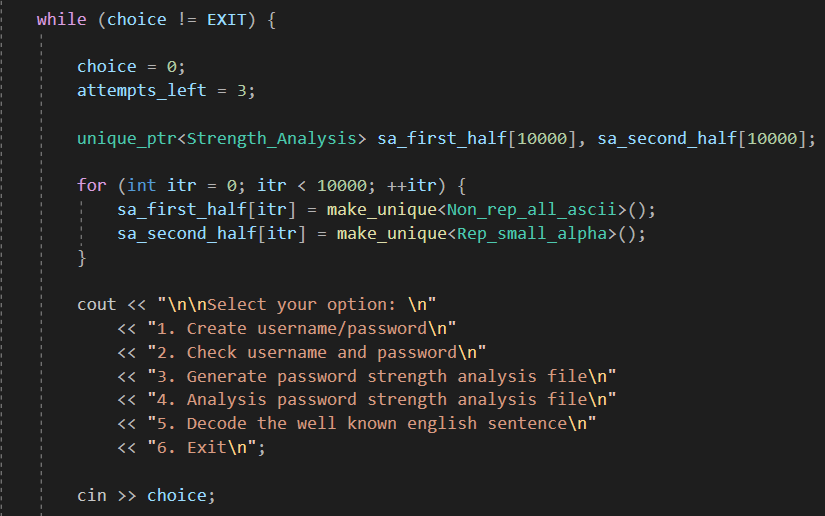 while (choice != EXIT) {
choice = 0;
attempts_left = 3;
unique_ptr<Strength_Analysis> sa_first_half[10000], sa_second_half[10000];
for (int itr = 0; itr < 10000; ++itr) {
sa_first_half[itr] = make_unique<Non_rep_all_ascii>();
sa_second_half[itr] = make_unique<Rep_small_alpha>();
}
cout << "\n\nSelect your option: \n"
<< "1. Create username/password\n"
<< "2. Check username and password\n"
<< "3. Generate password strength analysis file\n"
<< "4. Analysis password strength analysis file\n"
<< "5. Decode the well known english sentence\n"
<< "6. Exit\n";
cin >> choice;